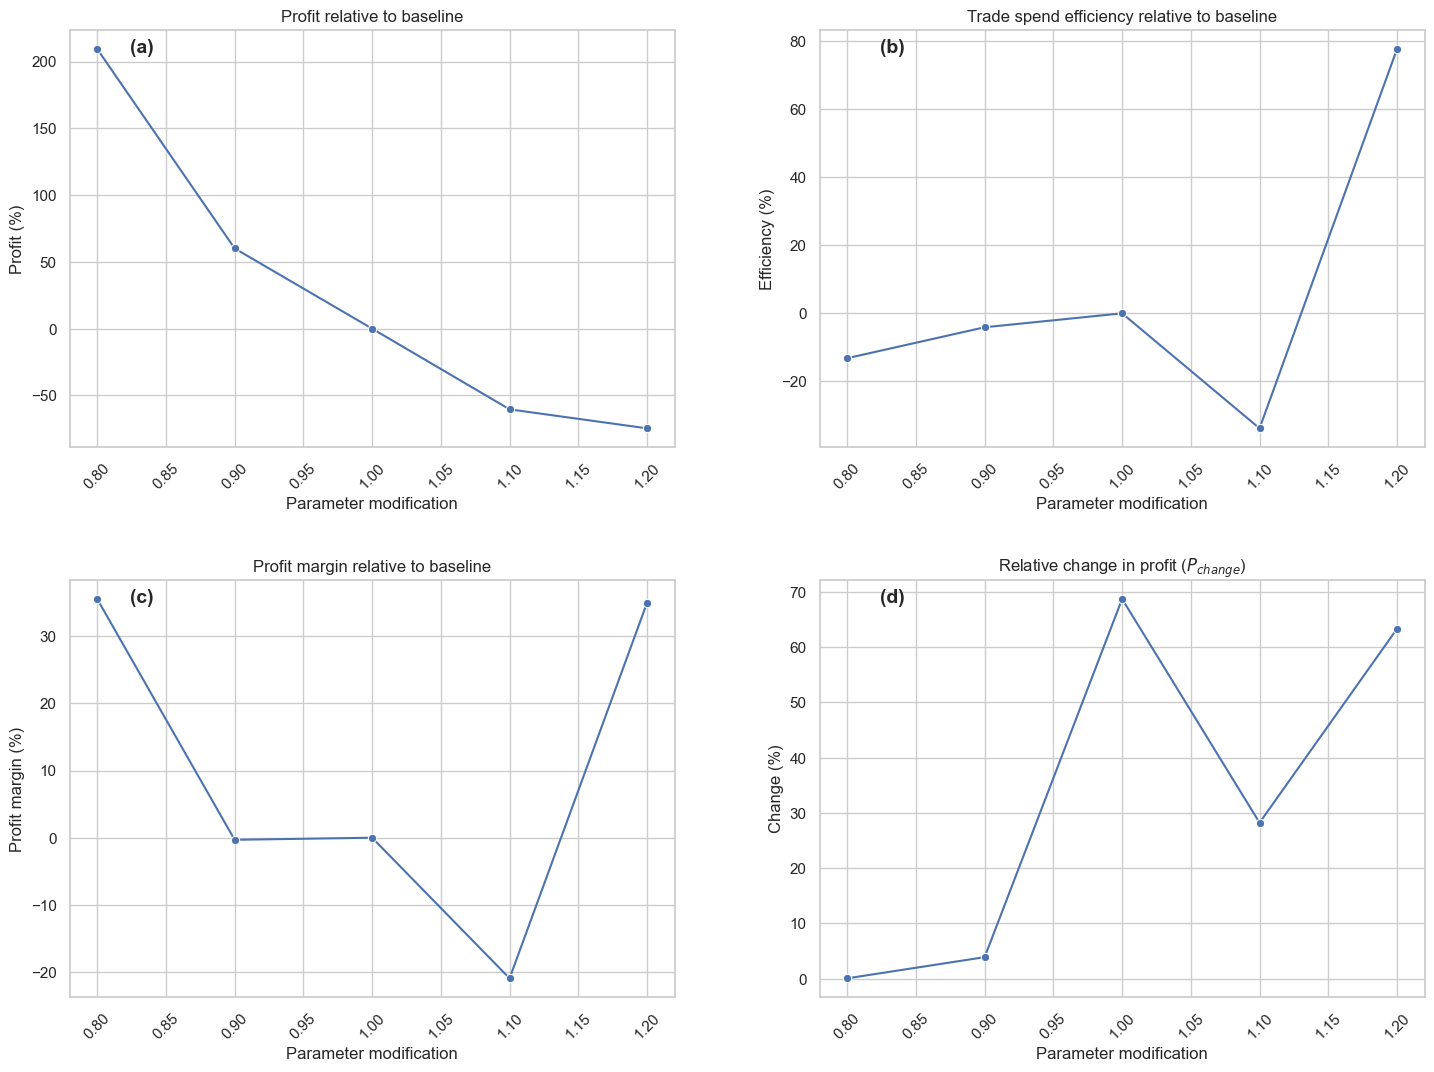 Profit relative to baseline
(a)
200
150
100
50
0
−50
Profit (%)
0.80 0.85 0.90 0.95 1.00 1.05 1.10 1.15 1.20
Parameter modification
Trade spend efficiency relative to baseline
(b)
80
60
40
20
0
−20
Efficiency (%)
0.80 0.85 0.90 0.95 1.00 1.05 1.10 1.15 1.20
Parameter modification
Profit margin relative to baseline
(c)
30
20
10
0
−10
−20
Profit margin (%)
0.80 0.85 0.90 0.95 1.00 1.05 1.10 1.15 1.20
Parameter modification
Relative change in profit (P_change)
(d)
70
60
50
40
30
20
10
0
Change (%)
0.80 0.85 0.90 0.95 1.00 1.05 1.10 1.15 1.20
Parameter modification